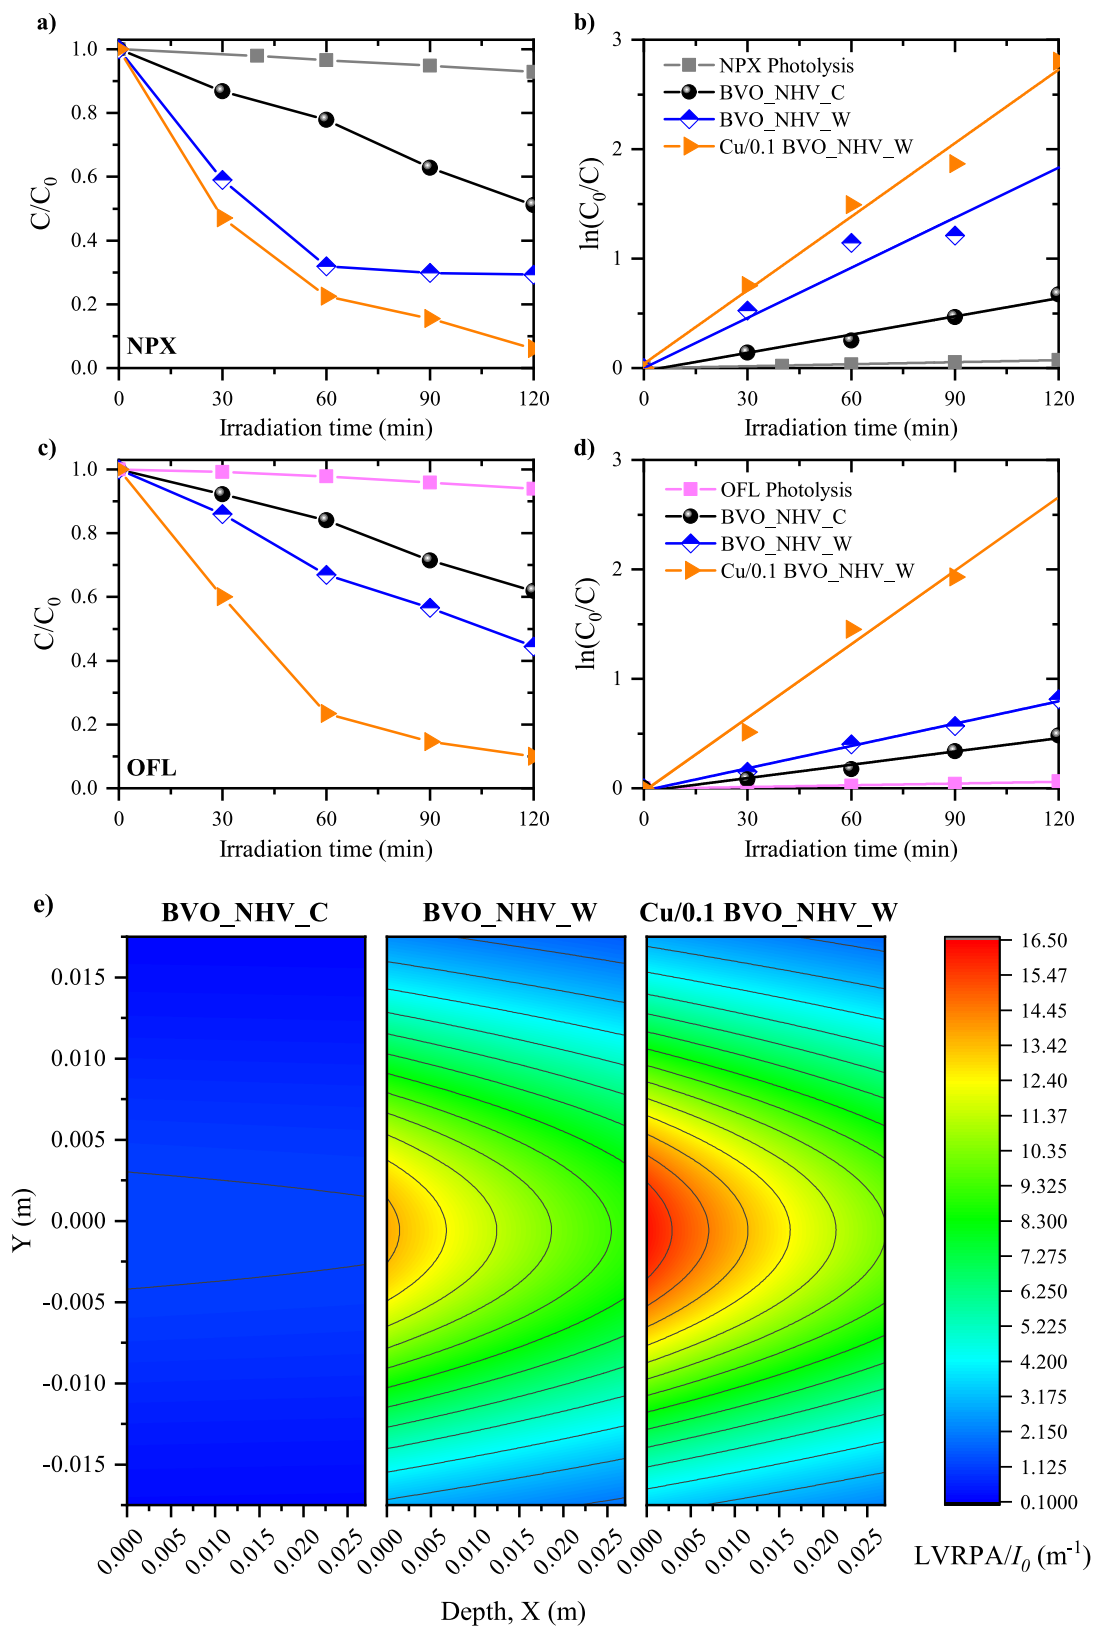 a)
1.0
0.8
0.6
0.4
0.2
0.0
C/C0
NPX
0 30 60 90 120
Irradiation time (min)
b)
3
2
1
0
ln(C0/C)
NPX Photolysis
BVO_NHV_C
BVO_NHV_W
Cu/0.1 BVO_NHV_W
0 30 60 90 120
Irradiation time (min)
c)
1.0
0.8
0.6
0.4
0.2
0.0
C/C0
OFL
0 30 60 90 120
Irradiation time (min)
d)
3
2
1
0
ln(C0/C)
OFL Photolysis
BVO_NHV_C
BVO_NHV_W
Cu/0.1 BVO_NHV_W
0 30 60 90 120
Irradiation time (min)
e)
BVO_NHV_C BVO_NHV_W Cu/0.1 BVO_NHV_W
0.015
0.010
0.005
0.000
-0.005
-0.010
-0.015
Y (m)
0.000 0.005 0.010 0.015 0.020 0.025
0.000 0.005 0.010 0.015 0.020 0.025
0.000 0.005 0.010 0.015 0.020 0.025
Depth, X (m)
16.50
15.47
14.45
13.42
12.40
11.37
10.35
9.325
8.300
7.275
6.250
5.225
4.200
3.175
2.150
1.125
0.1000
LVRPA/I0 (m-1)